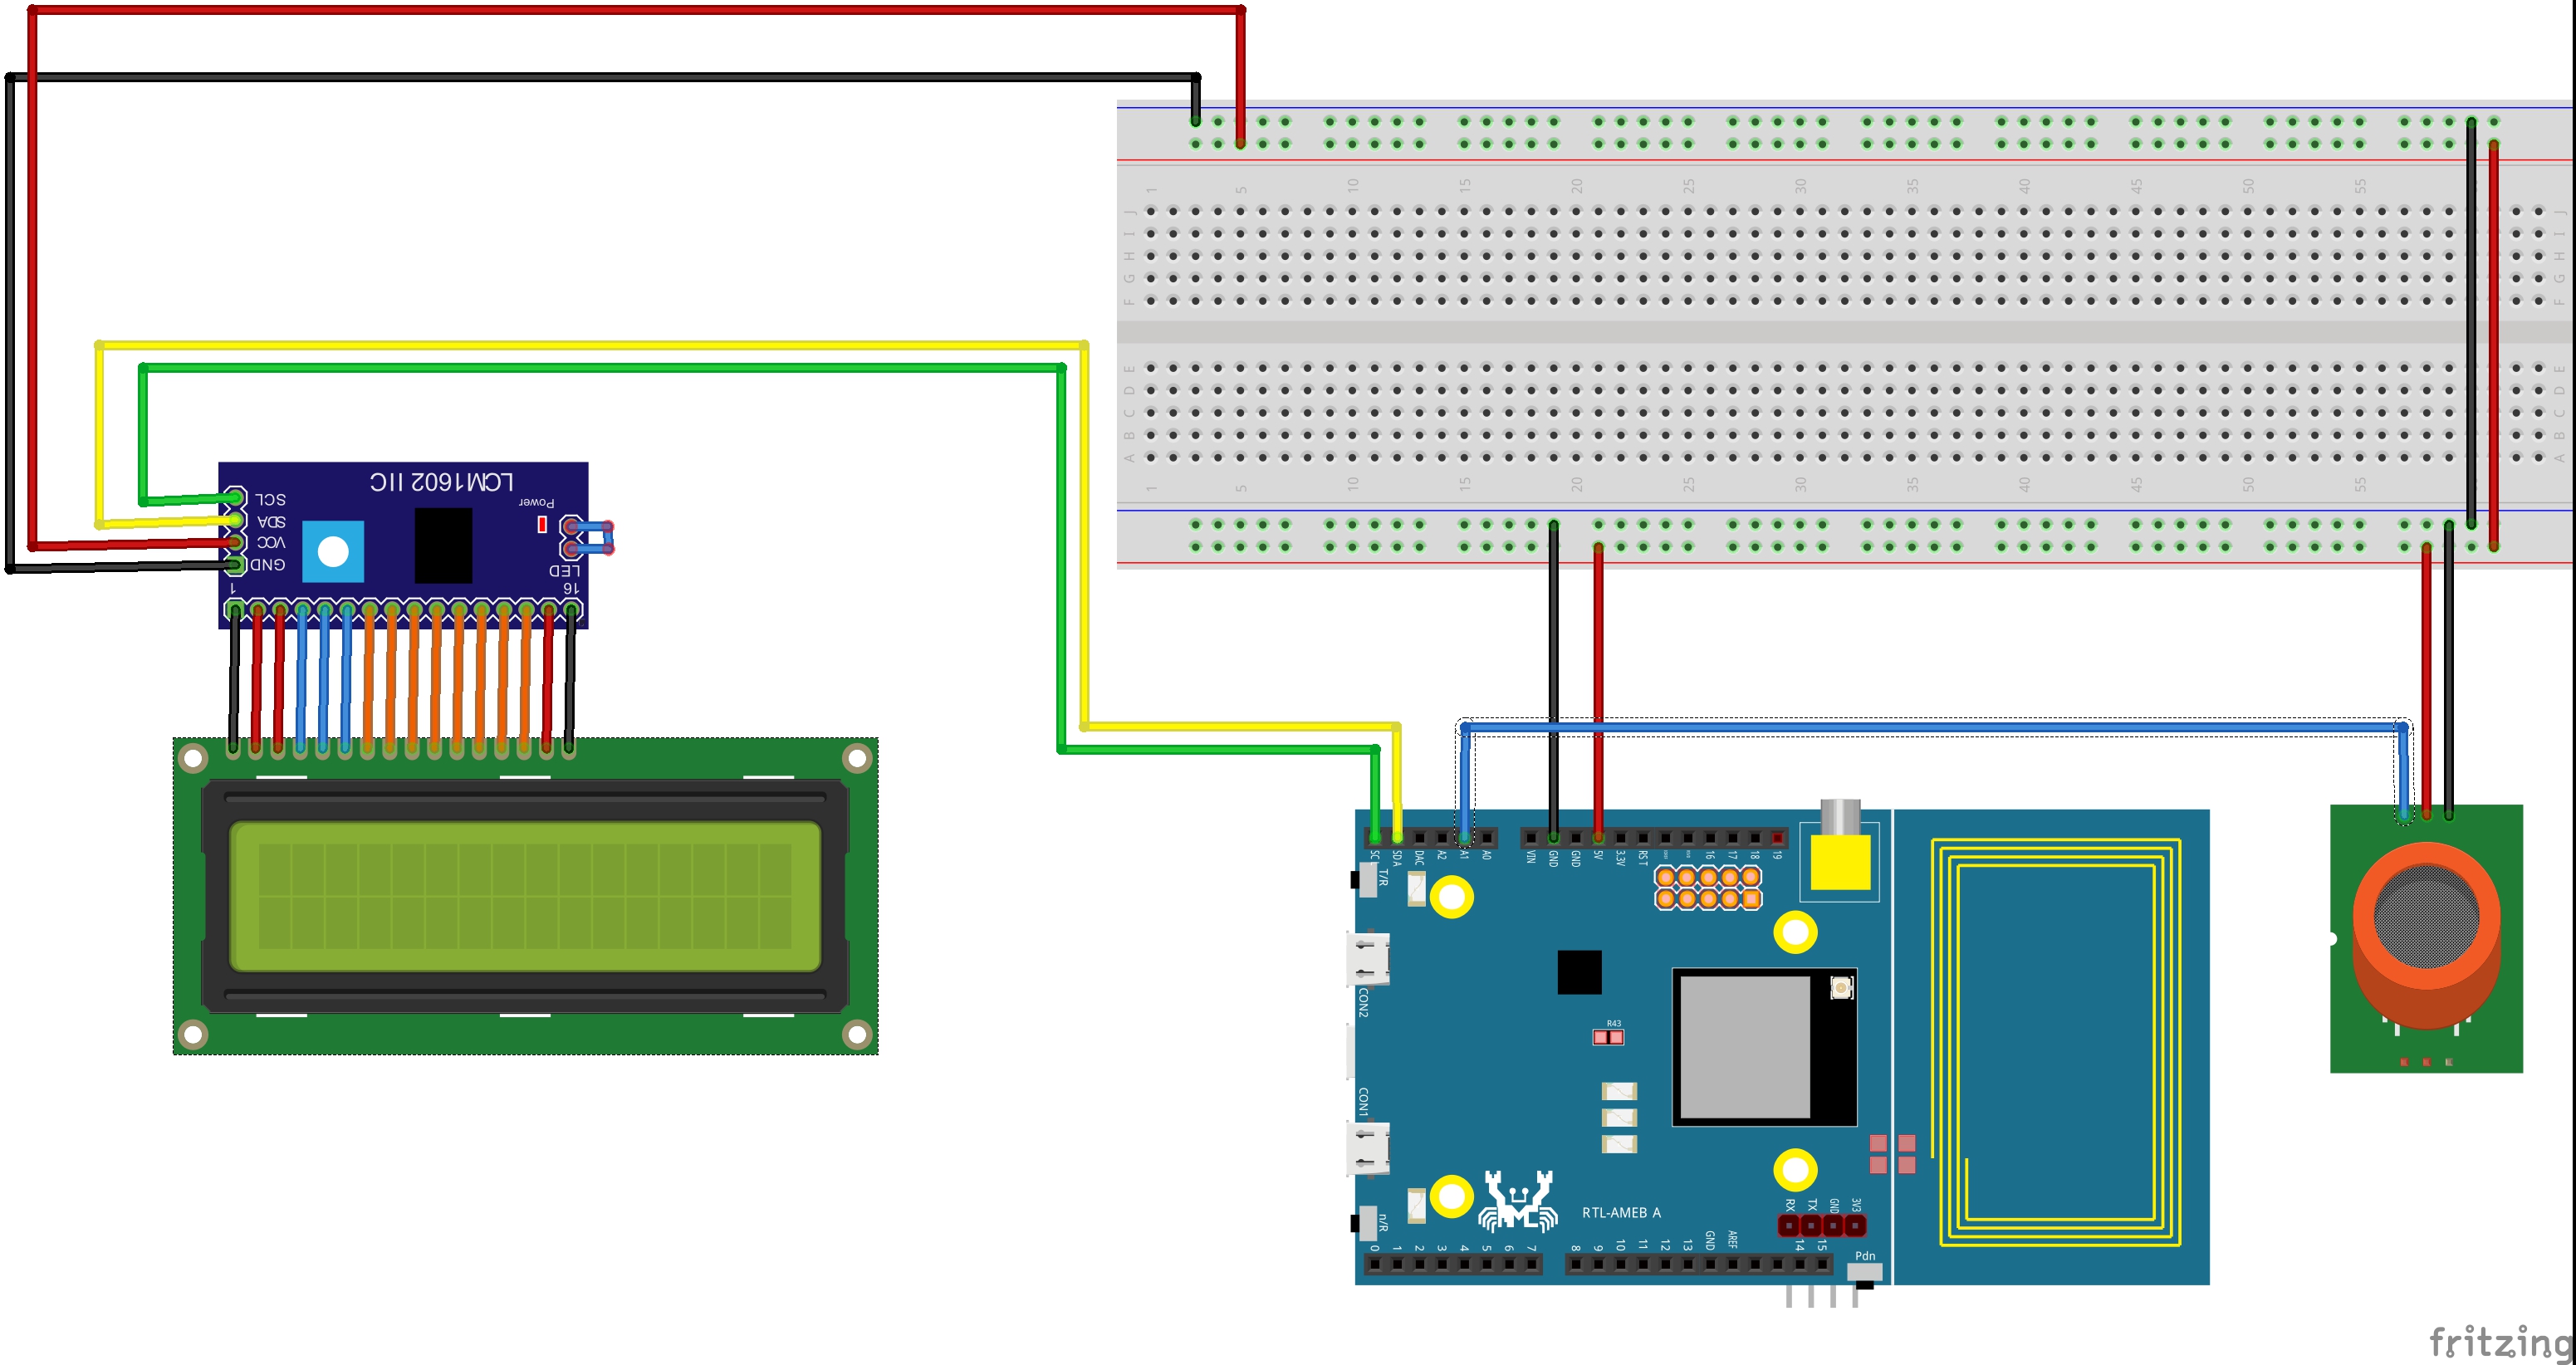 1 5 10 15 20 25 30 35 40 45 50 55
J J
I I
H H
G G
F F
E E
D D
C C
B B
A A
1 5 10 15 20 25 30 35 40 45 50 55
LCM1602 IIC
Power
SCL
SDA
VCC
GND
LED
1 16
SCL SDA DAC A2 A1 A0 VIN GND GND 5V 3.3V RST 16 17 18 19
T/R
CON2
R43
CON1
n/R
RTL-AMEB A
RX TX GND 3V3
0 1 2 3 4 5 6 7 8 9 10 11 12 13 GND AREF 14 15
Pdn
fritzing